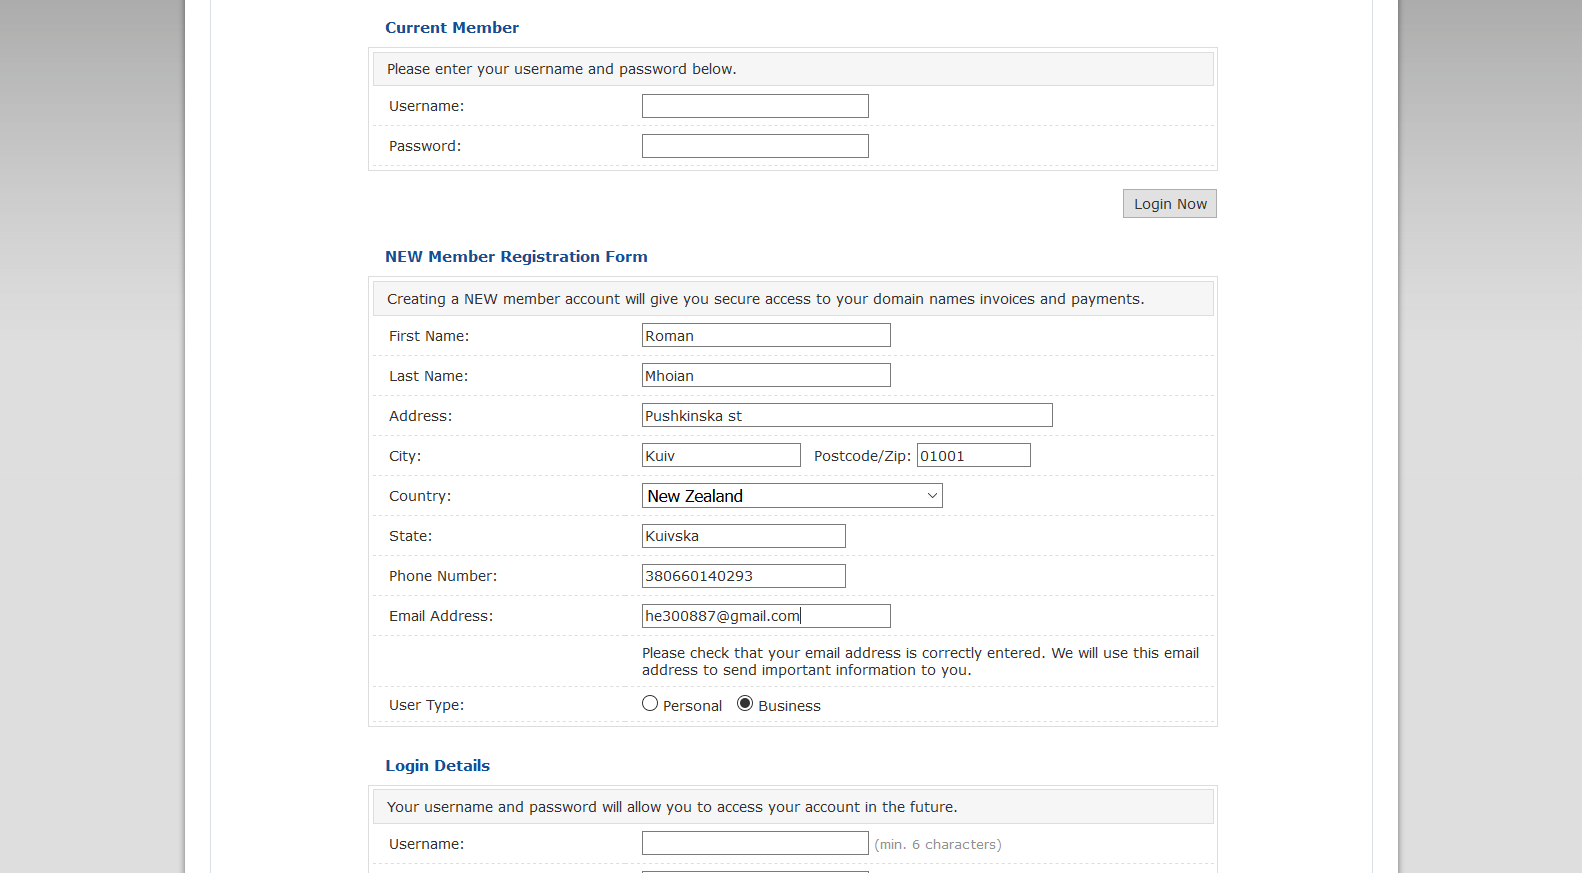 Current Member
Please enter your username and password below.
Username:
Password:
Login Now
NEW Member Registration Form
Creating a NEW member account will give you secure access to your domain names invoices and payments.
First Name: Roman
Last Name: Mhoian
Address: Pushkinska st
City: Kuiv Postcode/Zip: 01001
Country: New Zealand
State: Kuivska
Phone Number: 380660140293
Email Address: he300887@gmail.com
Please check that your email address is correctly entered. We will use this email
address to send important information to you.
User Type: Personal Business
Login Details
Your username and password will allow you to access your account in the future.
Username: (min. 6 characters)